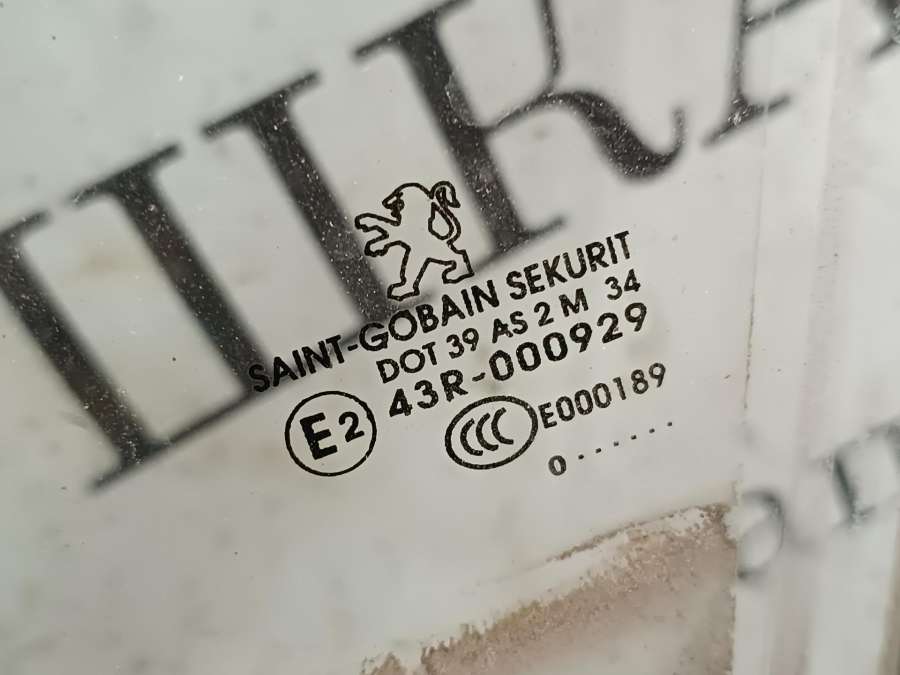 SAINT-GOBAIN SEKURIT
DOT 39 AS 2 M 34
43R-000929
E2
CCC E000189
0......